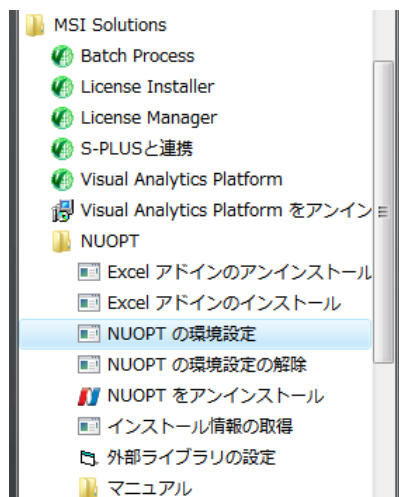 MSI Solutions
Batch Process
License Installer
License Manager
S-PLUSと連携
Visual Analytics Platform
Visual Analytics Platform をアンイン
NUOPT
Excel アドインのアンインストール
Excel アドインのインストール
NUOPT の環境設定
NUOPT の環境設定の解除
NUOPT をアンインストール
インストール情報の取得
外部ライブラリの設定
マニュアル